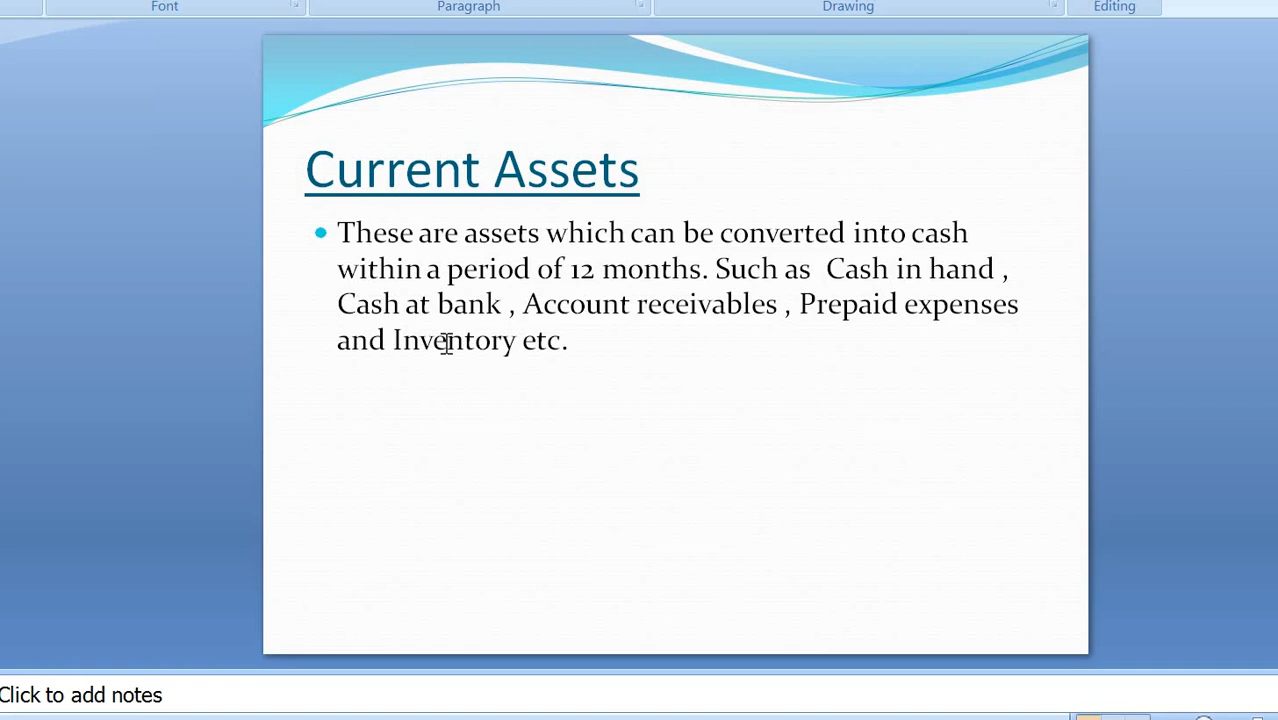 Font Paragraph Drawing Editing
Current Assets
These are assets which can be converted into cash
within a period of 12 months. Such as  Cash in hand ,
Cash at bank , Account receivables , Prepaid expenses
and Inventory etc.
Click to add notes